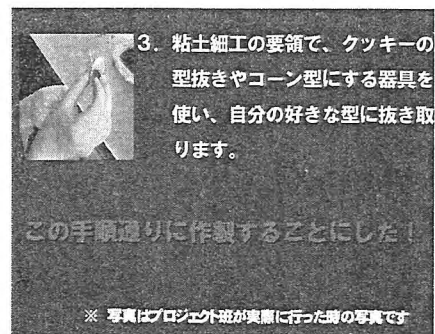 3. 粘土細工の要領で、クッキーの
型抜きやコーン型にする器具を
使い、自分の好きな型に抜き取
ります。
この手順通りに作製することにした！
※ 写真はプロジェクト班が実際に行った時の写真です